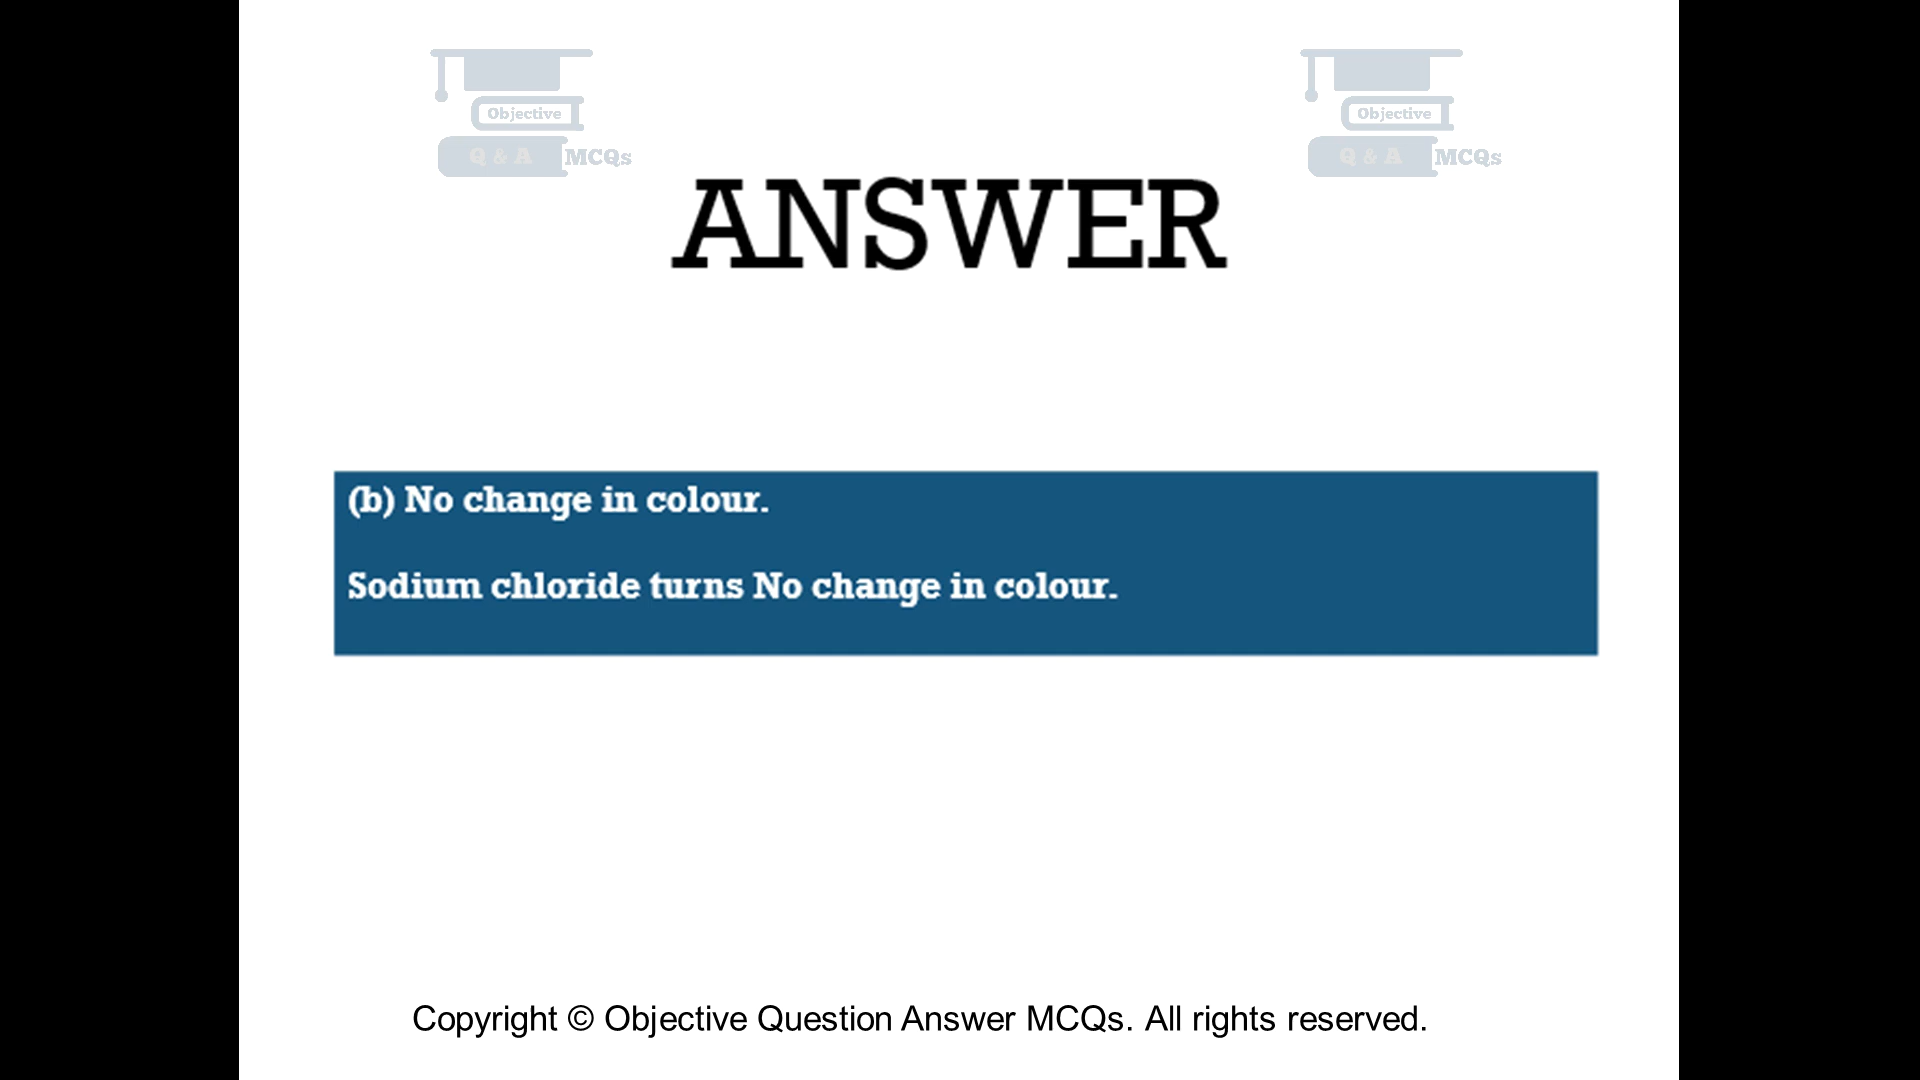 Objective
Q & A MCQs
Objective
Q & A MCQs
ANSWER
(b) No change in colour.
Sodium chloride turns No change in colour.
Copyright © Objective Question Answer MCQs. All rights reserved.